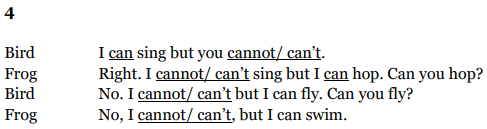 4
Bird I can sing but you cannot/ can't.
Frog Right. I cannot/ can't sing but I can hop. Can you hop?
Bird No. I cannot/ can't but I can fly. Can you fly?
Frog No, I cannot/ can't, but I can swim.